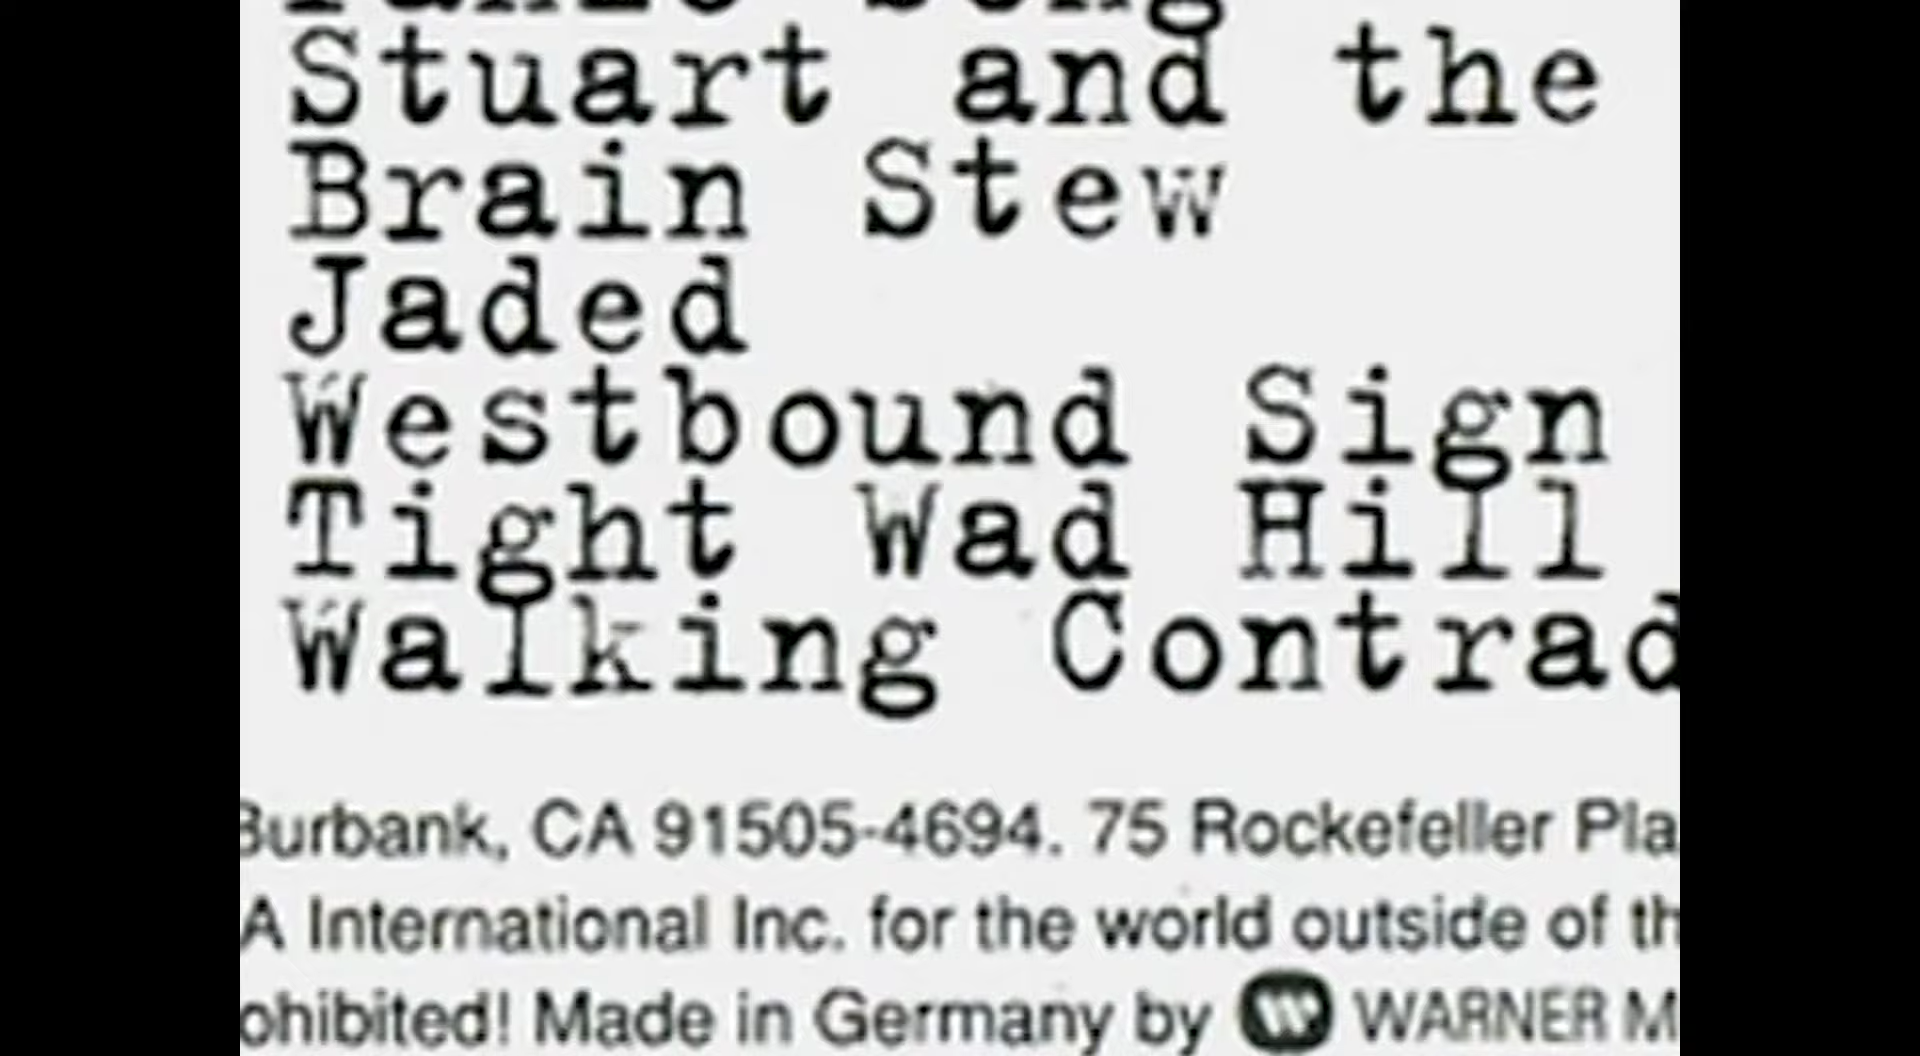 Stuart and the
Brain Stew
Jaded
Westbound Sign
Tight Wad Hill
Walking Contrad
Burbank, CA 91505-4694. 75 Rockefeller Pla
A International Inc. for the world outside of th
ohibited! Made in Germany by WARNER M